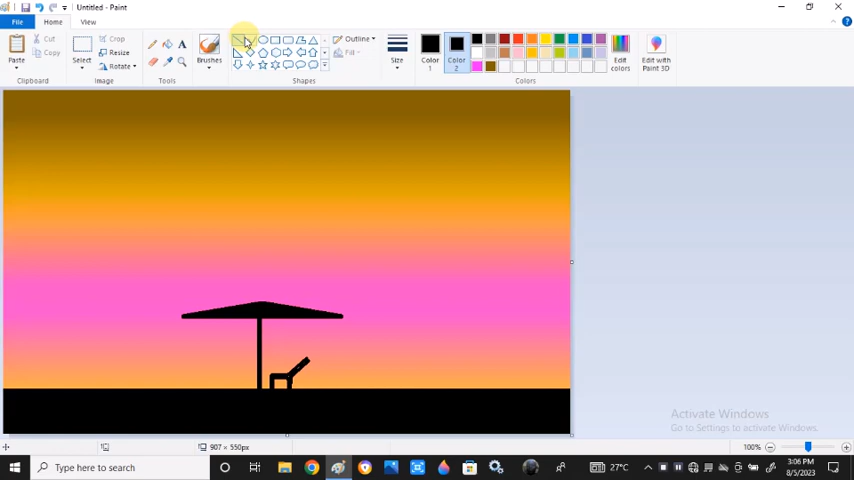 Untitled - Paint
File
Home
View
Paste
Cut
Copy
Clipboard
Select
Crop
Resize
Rotate
Image
A
Tools
Brushes
Outline
Fill
Shapes
Size
Color
1
Color
2
Edit
colors
Colors
Edit with
Paint 3D
Activate Windows
Go to Settings to activate Windows.
907 × 550px
100%
Type here to search
27°C
3:06 PM
8/5/2023